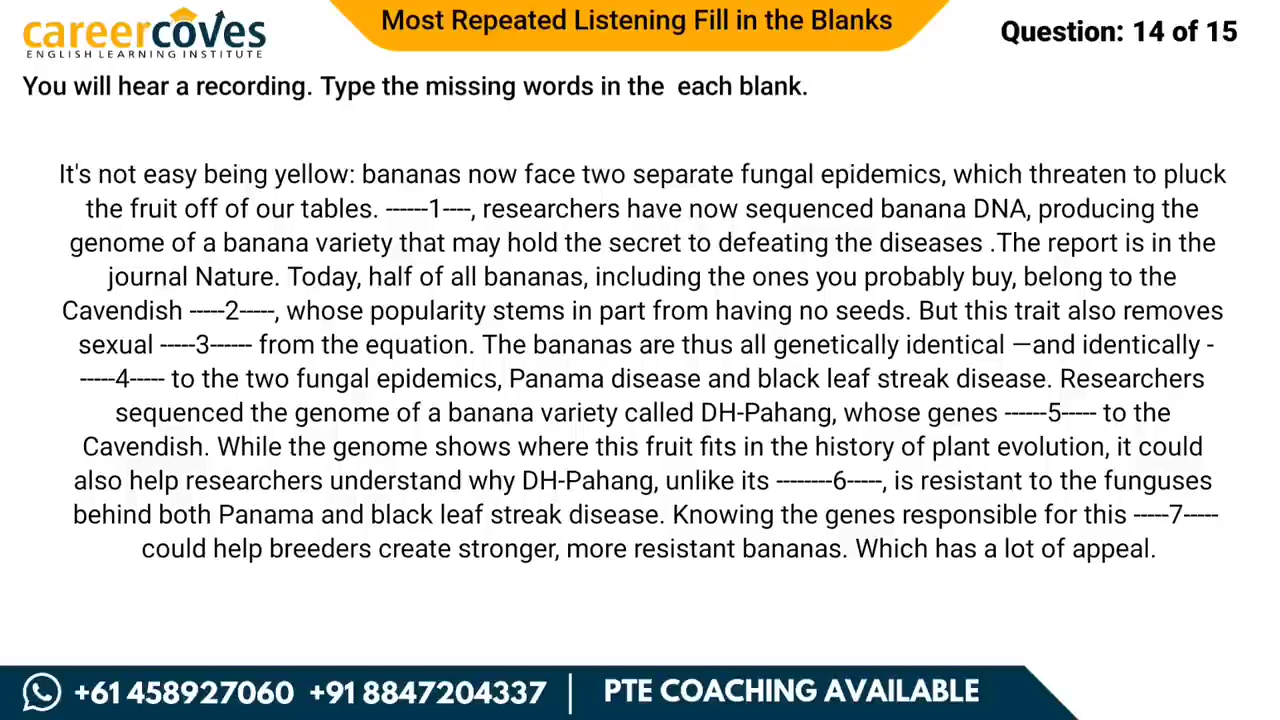 careercoves
ENGLISH LEARNING INSTITUTE
Most Repeated Listening Fill in the Blanks
Question: 14 of 15
You will hear a recording. Type the missing words in the  each blank.
It's not easy being yellow: bananas now face two separate fungal epidemics, which threaten to pluck
the fruit off of our tables. ------1----, researchers have now sequenced banana DNA, producing the
genome of a banana variety that may hold the secret to defeating the diseases .The report is in the
journal Nature. Today, half of all bananas, including the ones you probably buy, belong to the
Cavendish -----2-----, whose popularity stems in part from having no seeds. But this trait also removes
sexual -----3------ from the equation. The bananas are thus all genetically identical —and identically -
-----4----- to the two fungal epidemics, Panama disease and black leaf streak disease. Researchers
sequenced the genome of a banana variety called DH-Pahang, whose genes ------5----- to the
Cavendish. While the genome shows where this fruit fits in the history of plant evolution, it could
also help researchers understand why DH-Pahang, unlike its --------6-----, is resistant to the funguses
behind both Panama and black leaf streak disease. Knowing the genes responsible for this -----7-----
could help breeders create stronger, more resistant bananas. Which has a lot of appeal.
+61 458927060 +91 8847204337 | PTE COACHING AVAILABLE